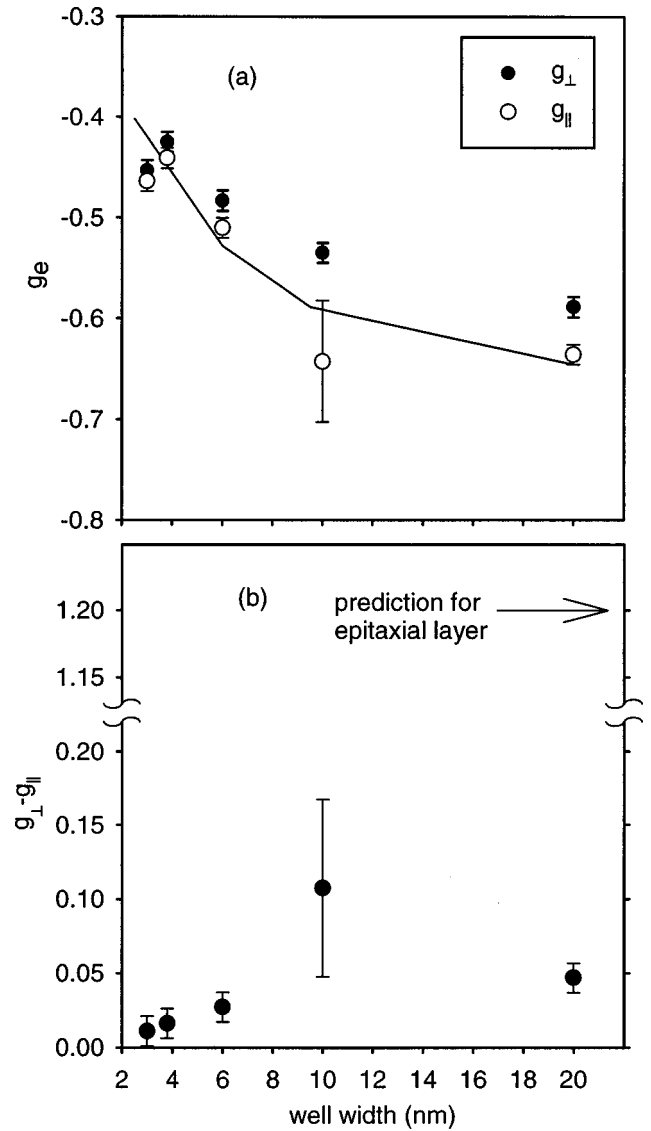 -0.3
(a)
g⊥
g∥
-0.4
-0.5
ge
-0.6
-0.7
-0.8
(b)
prediction for
epitaxial layer
1.20
1.15
0.20
g⊥-g∥
0.15
0.10
0.05
0.00
2 4 6 8 10 12 14 16 18 20
well width (nm)